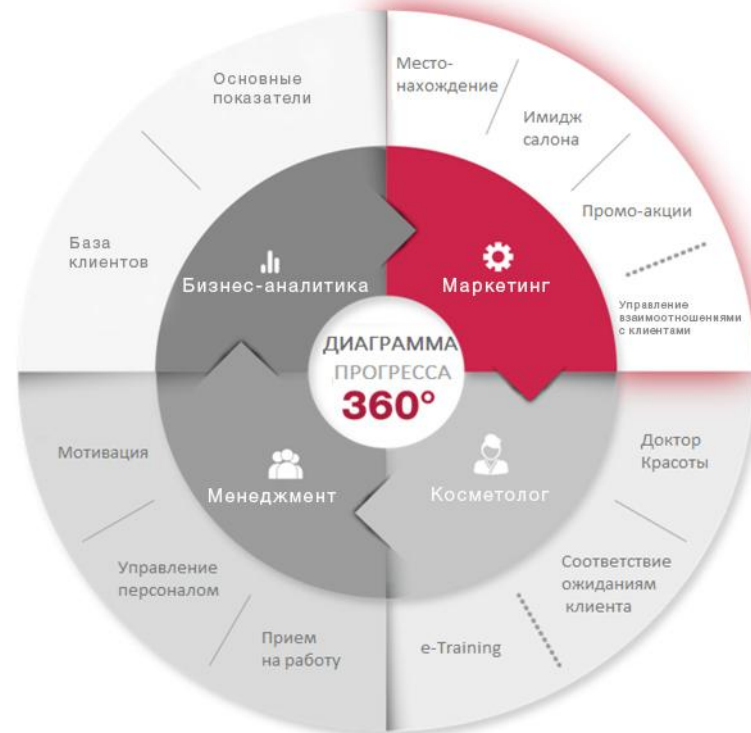 Основные
показатели
База
клиентов
Бизнес-аналитика
Место-
нахождение
Имидж
салона
Промо-акции
Управление
взаимоотношениями
с клиентами
Маркетинг
ДИАГРАММА
ПРОГРЕССА
360°
Доктор
Красоты
Соответствие
ожиданиям
клиента
e-Training
Косметолог
Менеджмент
Прием
на работу
Управление
персоналом
Мотивация